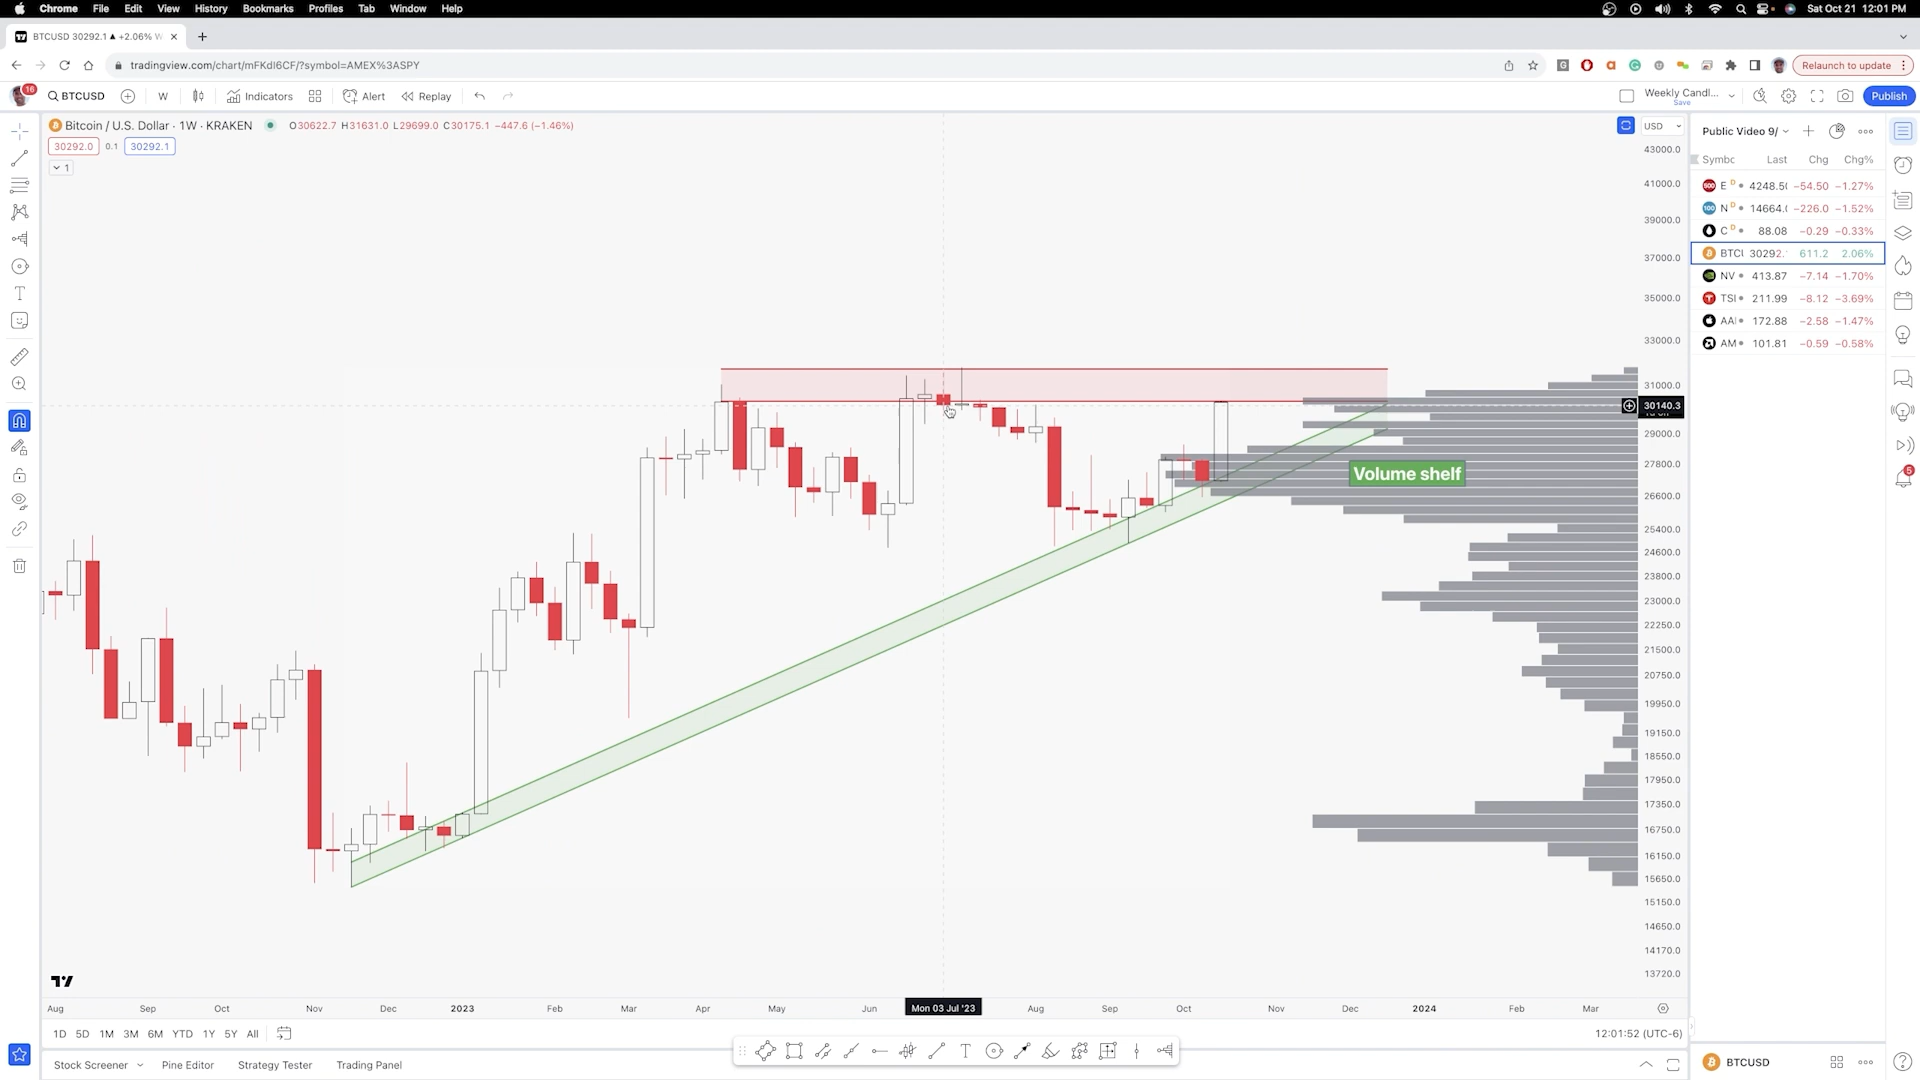 Chrome File Edit View History Bookmarks Profiles Tab Window Help
Sat Oct 21 12:01 PM
BTCUSD 30292.1 ▲ +2.06% W
tradingview.com/chart/mFKdI6CF/?symbol=AMEX%3ASPY
Relaunch to update
16
BTCUSD
W
Indicators
Alert
Replay
Weekly Candl...
Save
Publish
Bitcoin / U.S. Dollar · 1W · KRAKEN
O30622.7 H31631.0 L29699.0 C30175.1 −447.6 (−1.46%)
30292.0 0.1 30292.1
1
USD
43000.0
41000.0
39000.0
37000.0
35000.0
33000.0
31000.0
30140.3
29000.0
27800.0
26600.0
25400.0
24600.0
23800.0
23000.0
22250.0
21500.0
20750.0
19950.0
19150.0
18550.0
17950.0
17350.0
16750.0
16150.0
15650.0
15150.0
14650.0
14170.0
13720.0
Volume shelf
Public Video 9/
Symbc Last Chg Chg%
500 E D 4248.5 −54.50 −1.27%
100 N D 14664. −226.0 −1.52%
C D 88.08 −0.29 −0.33%
BTC 30292. 611.2 2.06%
NV 413.87 −7.14 −1.70%
TSI 211.99 −8.12 −3.69%
AA 172.88 −2.58 −1.47%
AM 101.81 −0.59 −0.58%
5
Aug Sep Oct Nov Dec 2023 Feb Mar Apr May Jun Mon 03 Jul '23 Aug Sep Oct Nov Dec 2024 Feb Mar
1D 5D 1M 3M 6M YTD 1Y 5Y All
12:01:52 (UTC-6)
Stock Screener Pine Editor Strategy Tester Trading Panel
BTCUSD